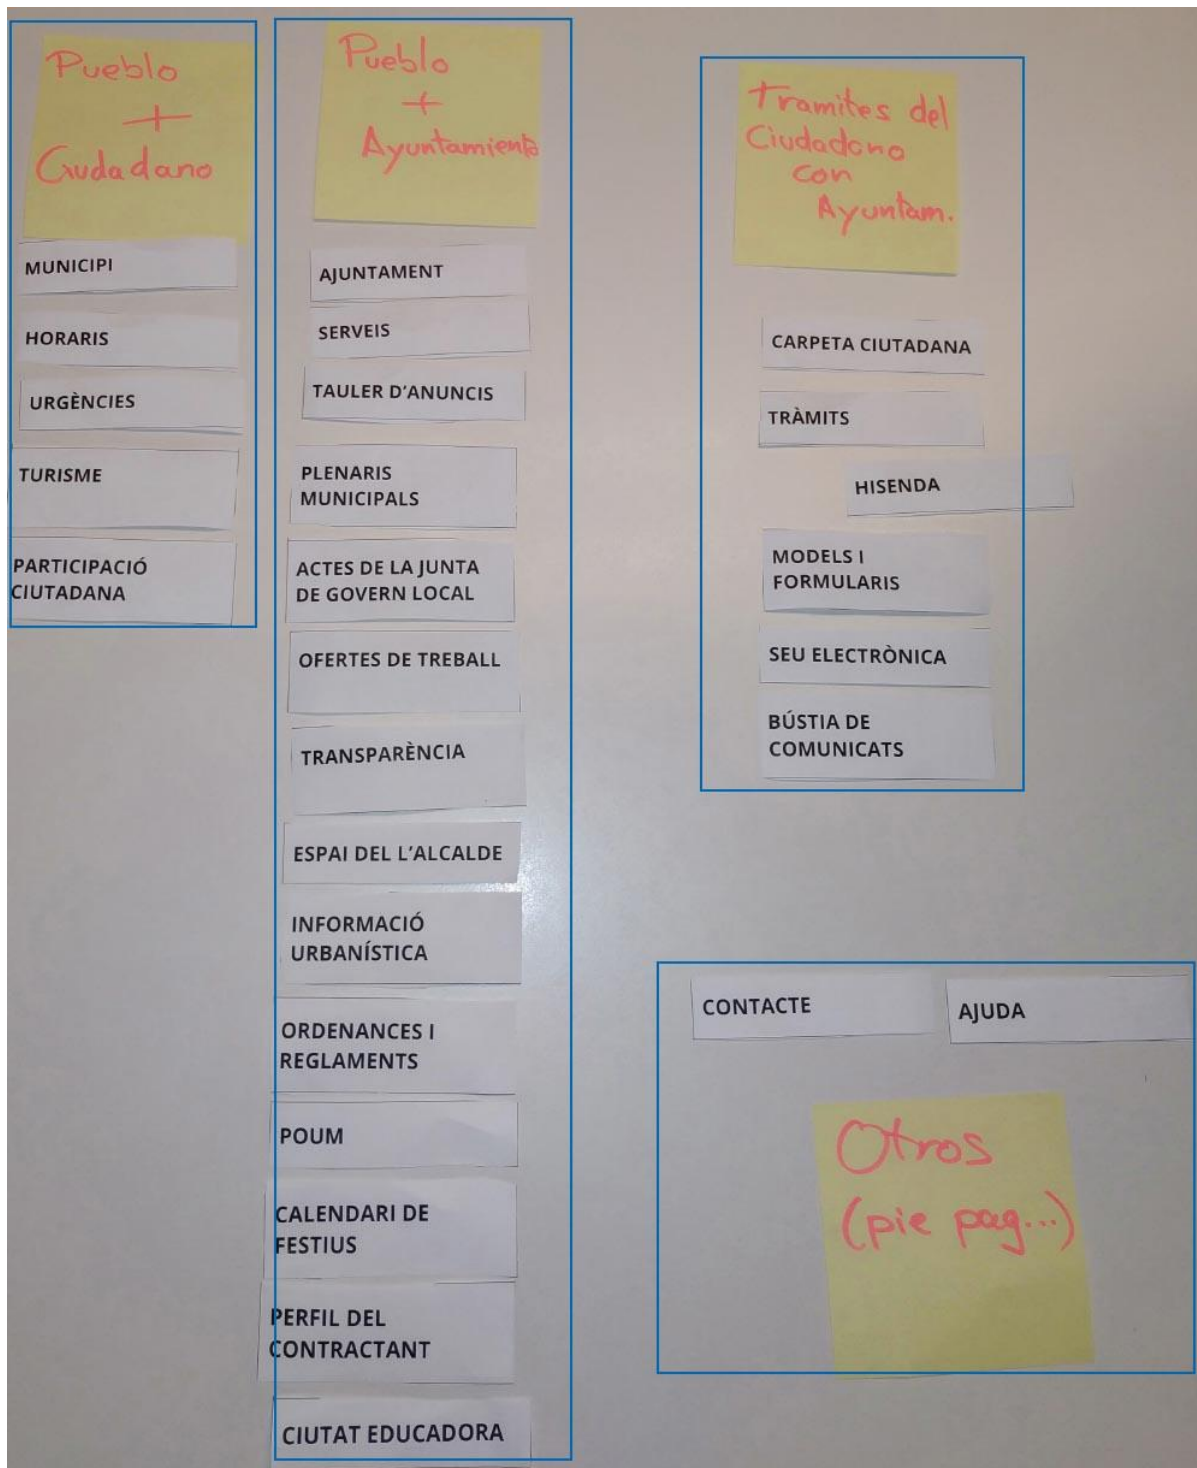 Pueblo
+
Ciudadano
MUNICIPI
HORARIS
URGÈNCIES
TURISME
PARTICIPACIÓ
CIUTADANA
Pueblo
+
Ayuntamiento
AJUNTAMENT
SERVEIS
TAULER D'ANUNCIS
PLENARIS
MUNICIPALS
ACTES DE LA JUNTA
DE GOVERN LOCAL
OFERTES DE TREBALL
TRANSPARÈNCIA
ESPAI DEL L'ALCALDE
INFORMACIÓ
URBANÍSTICA
ORDENANCES I
REGLAMENTS
POUM
CALENDARI DE
FESTIUS
PERFIL DEL
CONTRACTANT
CIUTAT EDUCADORA
Tramites del
Ciudadano
con
Ayuntam.
CARPETA CIUTADANA
TRÀMITS
HISENDA
MODELS I
FORMULARIS
SEU ELECTRÒNICA
BÚSTIA DE
COMUNICATS
CONTACTE
AJUDA
Otros
(pie pag...)